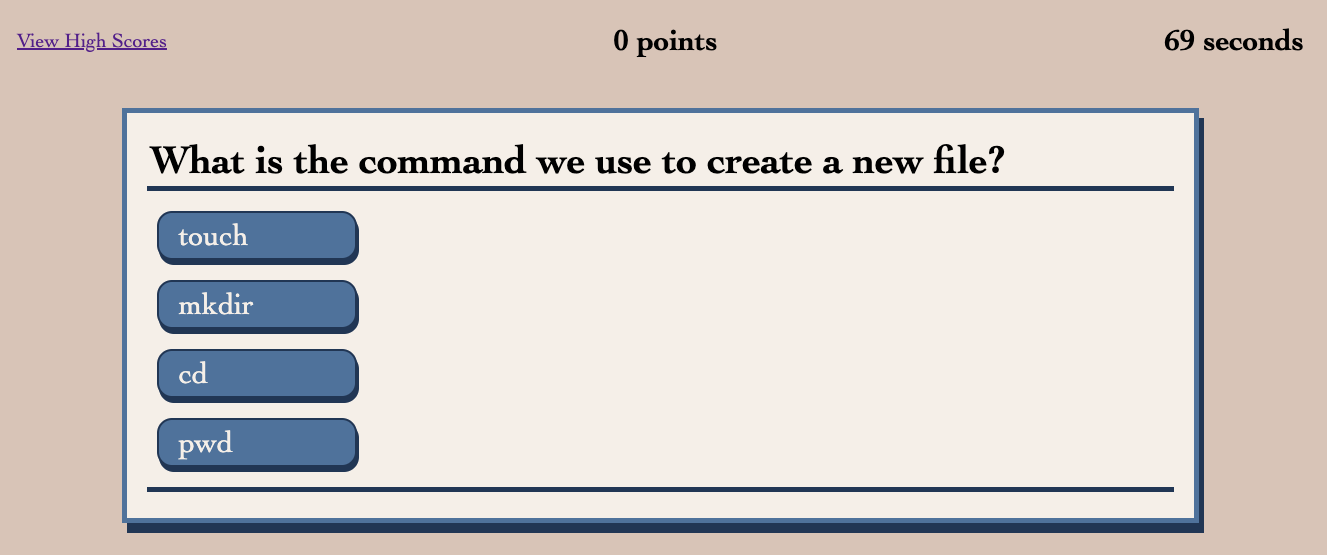 View High Scores
0 points
69 seconds
What is the command we use to create a new file?
touch
mkdir
cd
pwd